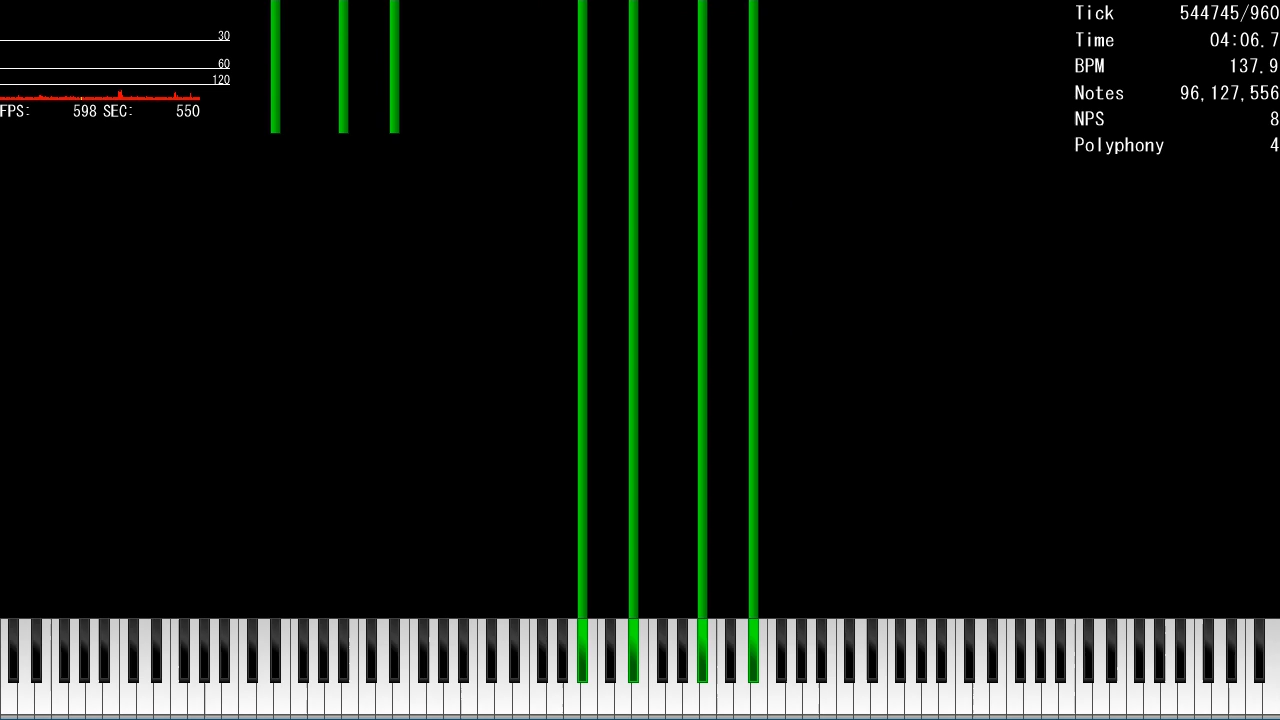 30
60
120
FPS: 598 SEC: 550
Tick 544745/960
Time 04:06.7
BPM 137.9
Notes 96,127,556
NPS 8
Polyphony 4